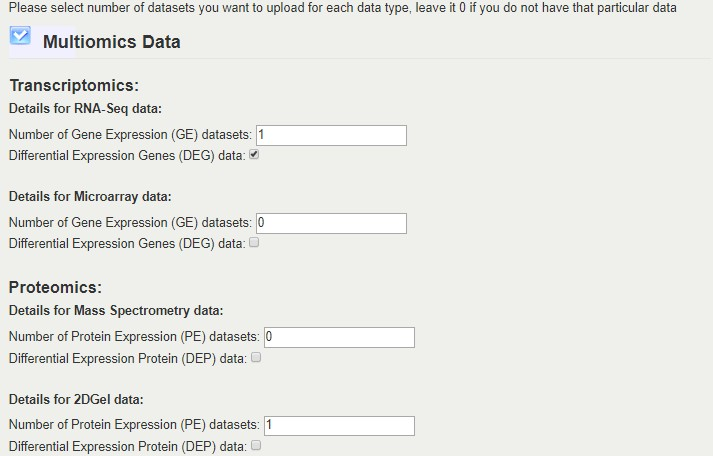 Please select number of datasets you want to upload for each data type, leave it 0 if you do not have that particular data
Multiomics Data
Transcriptomics:
Details for RNA-Seq data:
Number of Gene Expression (GE) datasets: 1
Differential Expression Genes (DEG) data:
Details for Microarray data:
Number of Gene Expression (GE) datasets: 0
Differential Expression Genes (DEG) data:
Proteomics:
Details for Mass Spectrometry data:
Number of Protein Expression (PE) datasets: 0
Differential Expression Protein (DEP) data:
Details for 2DGel data:
Number of Protein Expression (PE) datasets: 1
Differential Expression Protein (DEP) data: